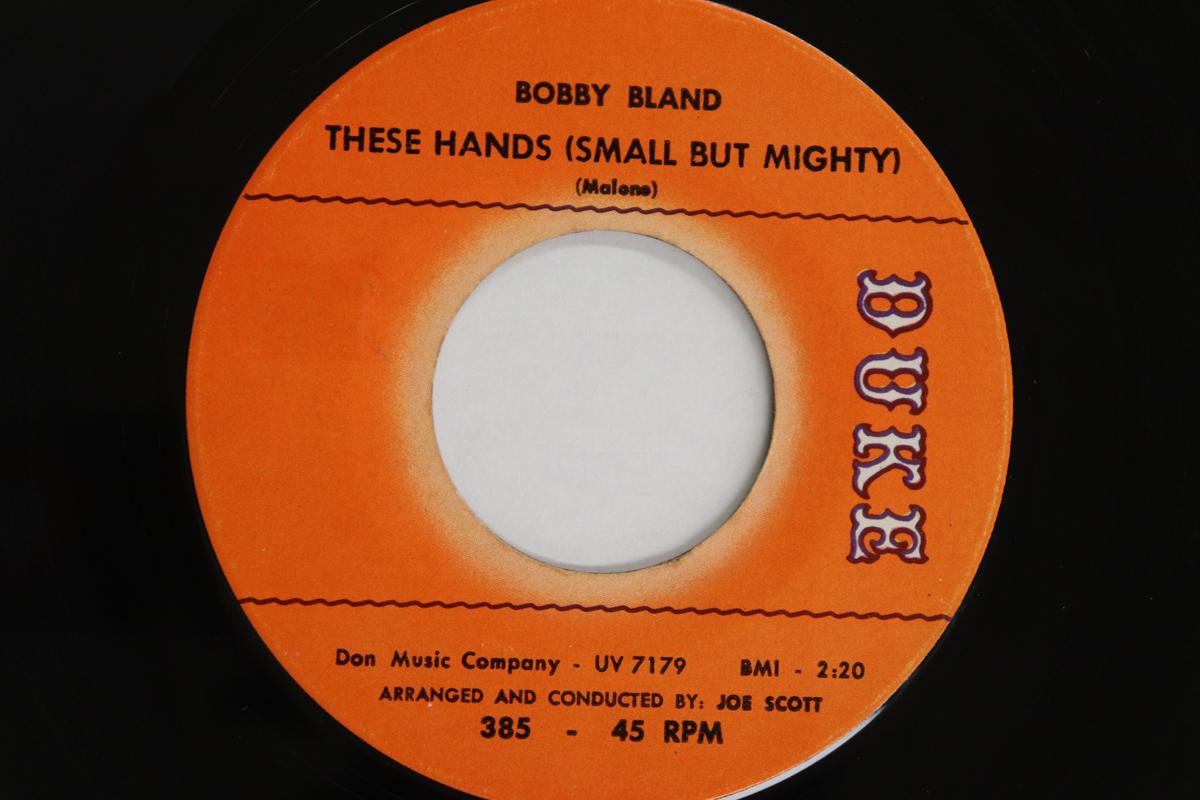 BOBBY BLAND
THESE HANDS (SMALL BUT MIGHTY)
(Malone)
DUKE
Don Music Company - UV 7179 BMI - 2:20
ARRANGED AND CONDUCTED BY: JOE SCOTT
385 - 45 RPM